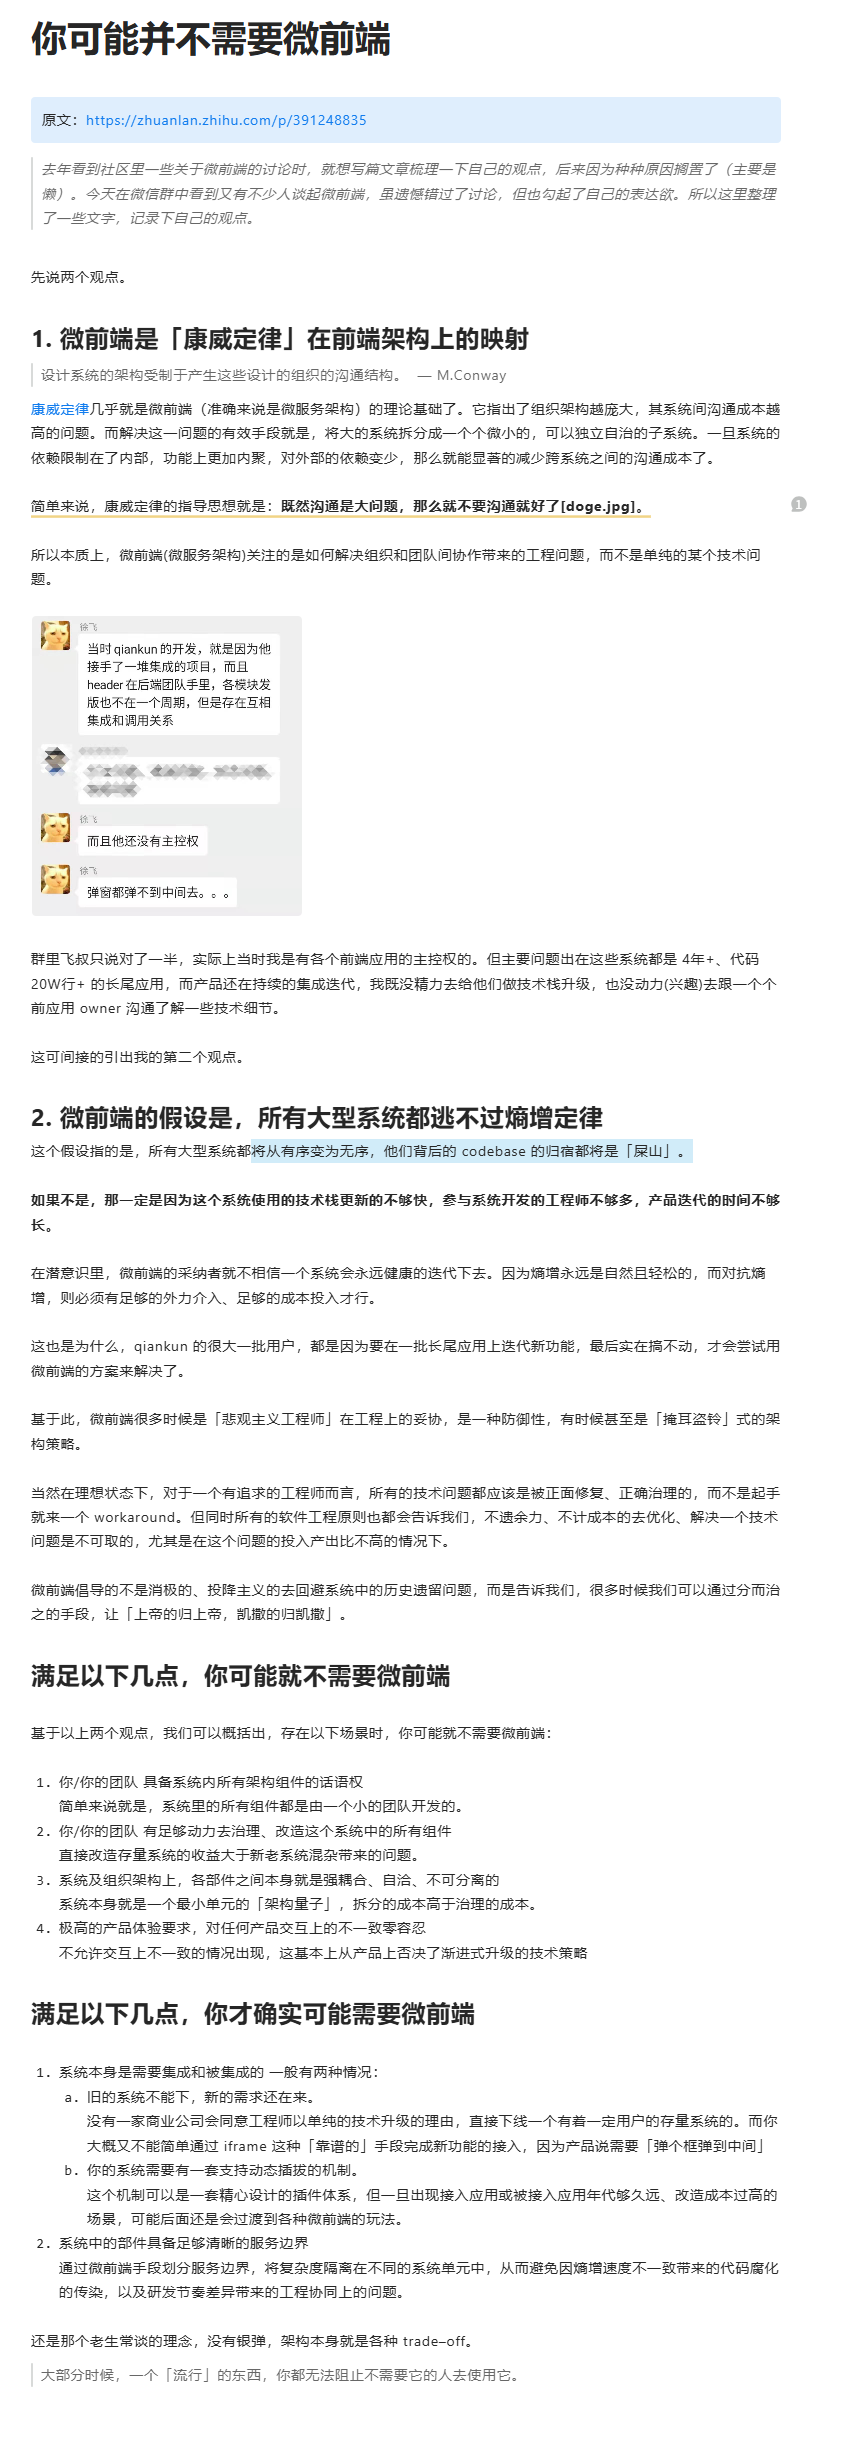 你可能并不需要微前端
原文：https://zhuanlan.zhihu.com/p/391248835
去年看到社区里一些关于微前端的讨论时，就想写篇文章梳理一下自己的观点，后来因为种种原因搁置了（主要是
懒）。今天在微信群中看到又有不少人谈起微前端，虽遗憾错过了讨论，但也勾起了自己的表达欲。所以这里整理
了一些文字，记录下自己的观点。
先说两个观点。
1. 微前端是「康威定律」在前端架构上的映射
设计系统的架构受制于产生这些设计的组织的沟通结构。 — M.Conway
康威定律几乎就是微前端（准确来说是微服务架构）的理论基础了。它指出了组织架构越庞大，其系统间沟通成本越
高的问题。而解决这一问题的有效手段就是，将大的系统拆分成一个个微小的，可以独立自治的子系统。一旦系统的
依赖限制在了内部，功能上更加内聚，对外部的依赖变少，那么就能显著的减少跨系统之间的沟通成本了。
简单来说，康威定律的指导思想就是：既然沟通是大问题，那么就不要沟通就好了[doge.jpg]。
1
所以本质上，微前端(微服务架构)关注的是如何解决组织和团队间协作带来的工程问题，而不是单纯的某个技术问
题。
徐飞
当时 qiankun 的开发，就是因为他
接手了一堆集成的项目，而且
header 在后端团队手里，各模块发
版也不在一个周期，但是存在互相
集成和调用关系
徐飞
而且他还没有主控权
徐飞
弹窗都弹不到中间去。。。
群里飞叔只说对了一半，实际上当时我是有各个前端应用的主控权的。但主要问题出在这些系统都是 4年+、代码
20W行+ 的长尾应用，而产品还在持续的集成迭代，我既没精力去给他们做技术栈升级，也没动力(兴趣)去跟一个个
前应用 owner 沟通了解一些技术细节。
这可间接的引出我的第二个观点。
2. 微前端的假设是，所有大型系统都逃不过熵增定律
这个假设指的是，所有大型系统都将从有序变为无序，他们背后的 codebase 的归宿都将是「屎山」。
如果不是，那一定是因为这个系统使用的技术栈更新的不够快，参与系统开发的工程师不够多，产品迭代的时间不够
长。
在潜意识里，微前端的采纳者就不相信一个系统会永远健康的迭代下去。因为熵增永远是自然且轻松的，而对抗熵
增，则必须有足够的外力介入、足够的成本投入才行。
这也是为什么，qiankun 的很大一批用户，都是因为要在一批长尾应用上迭代新功能，最后实在搞不动，才会尝试用
微前端的方案来解决了。
基于此，微前端很多时候是「悲观主义工程师」在工程上的妥协，是一种防御性，有时候甚至是「掩耳盗铃」式的架
构策略。
当然在理想状态下，对于一个有追求的工程师而言，所有的技术问题都应该是被正面修复、正确治理的，而不是起手
就来一个 workaround。但同时所有的软件工程原则也都会告诉我们，不遗余力、不计成本的去优化、解决一个技术
问题是不可取的，尤其是在这个问题的投入产出比不高的情况下。
微前端倡导的不是消极的、投降主义的去回避系统中的历史遗留问题，而是告诉我们，很多时候我们可以通过分而治
之的手段，让「上帝的归上帝，凯撒的归凯撒」。
满足以下几点，你可能就不需要微前端
基于以上两个观点，我们可以概括出，存在以下场景时，你可能就不需要微前端：
1. 你/你的团队 具备系统内所有架构组件的话语权
简单来说就是，系统里的所有组件都是由一个小的团队开发的。
2. 你/你的团队 有足够动力去治理、改造这个系统中的所有组件
直接改造存量系统的收益大于新老系统混杂带来的问题。
3. 系统及组织架构上，各部件之间本身就是强耦合、自洽、不可分离的
系统本身就是一个最小单元的「架构量子」，拆分的成本高于治理的成本。
4. 极高的产品体验要求，对任何产品交互上的不一致零容忍
不允许交互上不一致的情况出现，这基本上从产品上否决了渐进式升级的技术策略
满足以下几点，你才确实可能需要微前端
1. 系统本身是需要集成和被集成的 一般有两种情况：
a. 旧的系统不能下，新的需求还在来。
没有一家商业公司会同意工程师以单纯的技术升级的理由，直接下线一个有着一定用户的存量系统的。而你
大概又不能简单通过 iframe 这种「靠谱的」手段完成新功能的接入，因为产品说需要「弹个框弹到中间」
b. 你的系统需要有一套支持动态插拔的机制。
这个机制可以是一套精心设计的插件体系，但一旦出现接入应用或被接入应用年代够久远、改造成本过高的
场景，可能后面还是会过渡到各种微前端的玩法。
2. 系统中的部件具备足够清晰的服务边界
通过微前端手段划分服务边界，将复杂度隔离在不同的系统单元中，从而避免因熵增速度不一致带来的代码腐化
的传染，以及研发节奏差异带来的工程协同上的问题。
还是那个老生常谈的理念，没有银弹，架构本身就是各种 trade–off。
大部分时候，一个「流行」的东西，你都无法阻止不需要它的人去使用它。